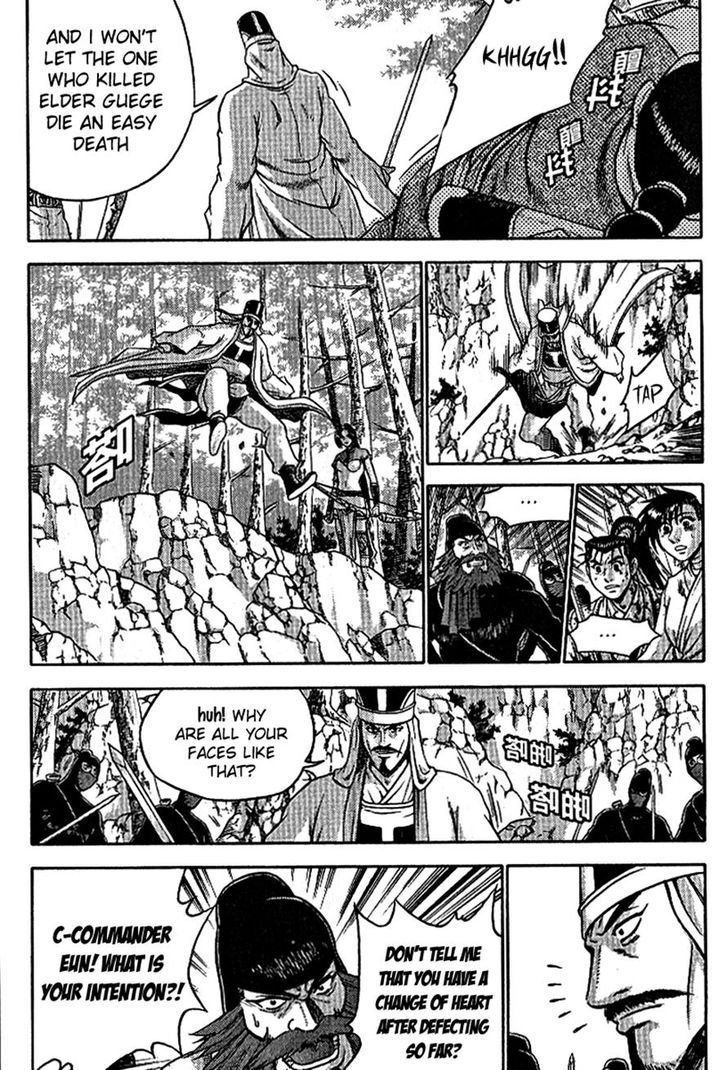 AND I WON'T
LET THE ONE
WHO KILLED
ELDER GUEGE
DIE AN EASY
DEATH
KHHGG!!
TAP
...
...
huh! WHY
ARE ALL YOUR
FACES LIKE
THAT?
C-COMMANDER
EUN! WHAT IS
YOUR INTENTION?!
DON'T TELL ME
THAT YOU HAVE A
CHANGE OF HEART
AFTER DEFECTING
SO FAR?